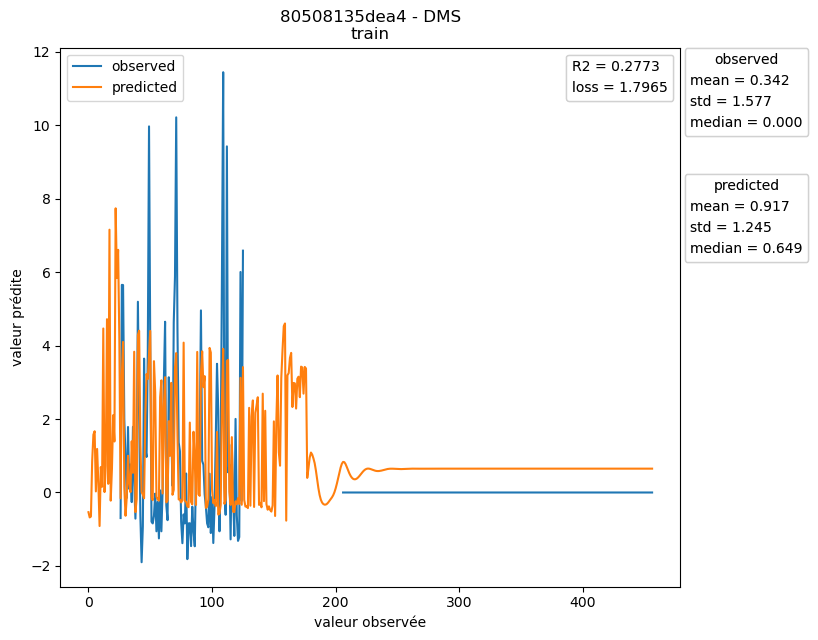 80508135dea4 - DMS
train
observed
predicted
R2 = 0.2773
loss = 1.7965
observed
mean = 0.342
std = 1.577
median = 0.000
predicted
mean = 0.917
std = 1.245
median = 0.649
12
10
8
6
4
2
0
−2
valeur prédite
0
100
200
300
400
valeur observée